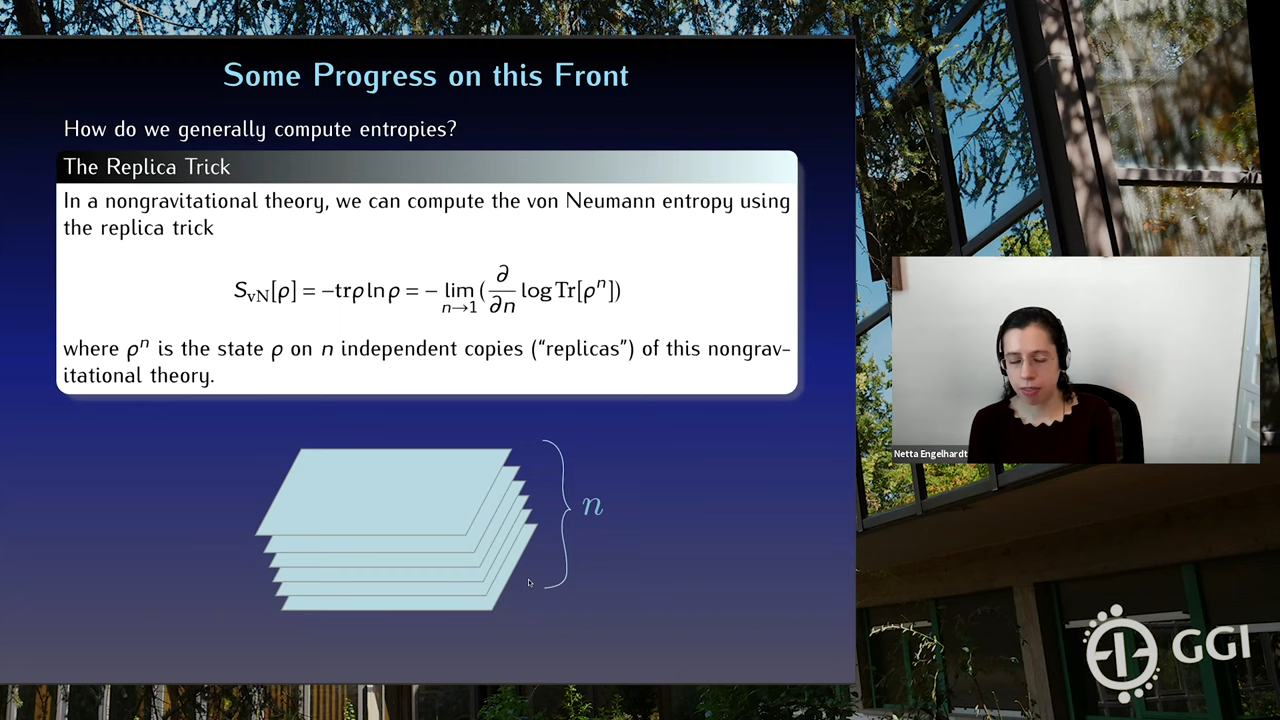 Some Progress on this Front
How do we generally compute entropies?
The Replica Trick
In a nongravitational theory, we can compute the von Neumann entropy using
the replica trick
S_vN[ρ] = −trρ ln ρ = − lim_{n→1} (∂/∂n log Tr[ρ^n])
where ρ^n is the state ρ on n independent copies (“replicas”) of this nongrav-
itational theory.
n
Netta Engelhardt
GGI